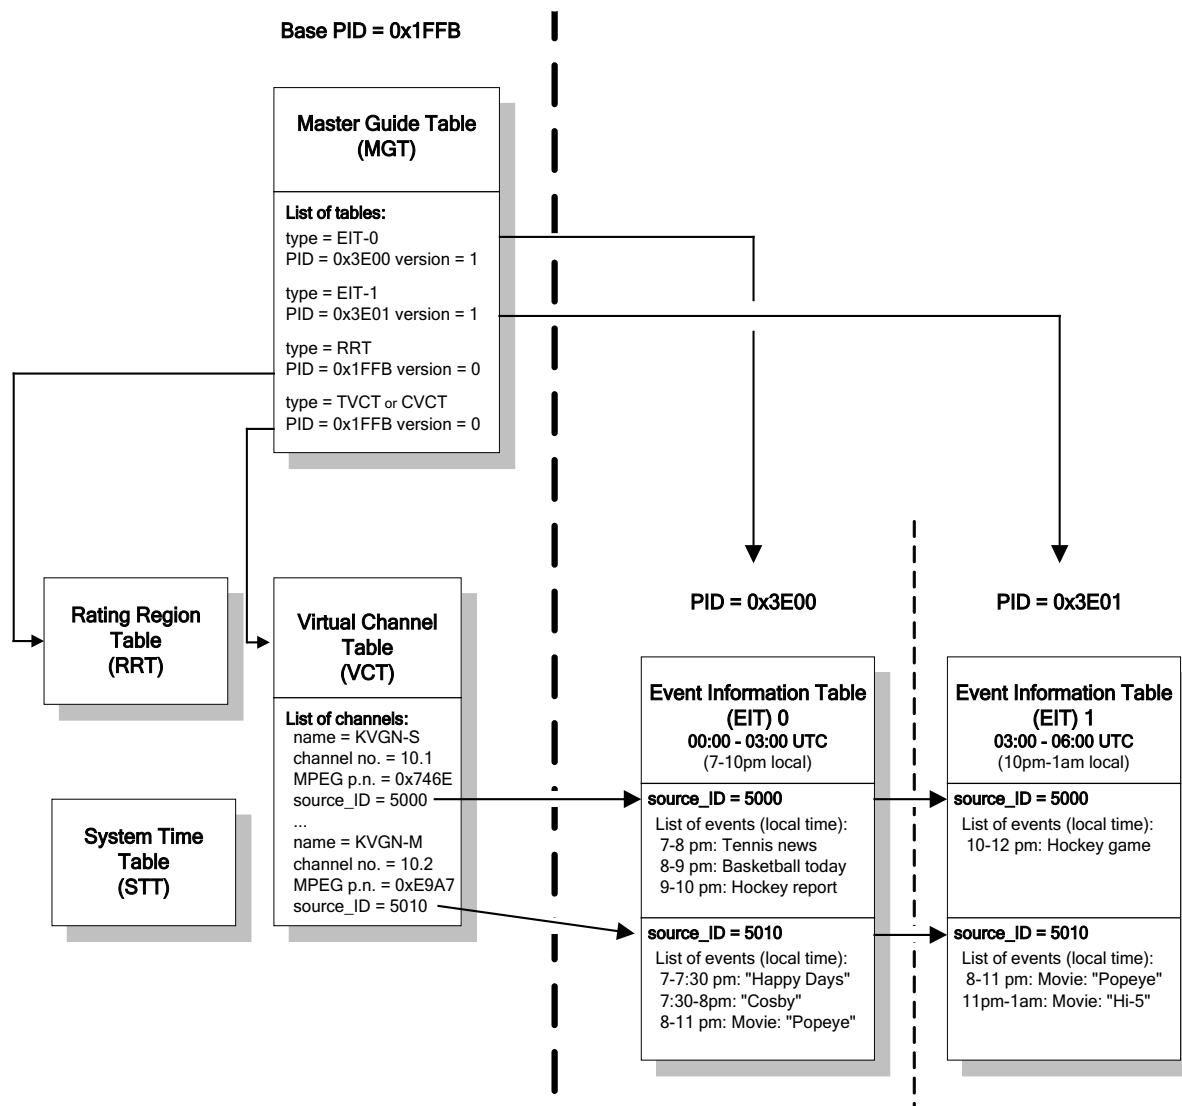 Base PID = 0x1FFB
Master Guide Table
(MGT)
List of tables:
type = EIT-0
PID = 0x3E00 version = 1
type = EIT-1
PID = 0x3E01 version = 1
type = RRT
PID = 0x1FFB version = 0
type = TVCT or CVCT
PID = 0x1FFB version = 0
Rating Region
Table
(RRT)
System Time
Table
(STT)
Virtual Channel
Table
(VCT)
List of channels:
name = KVGN-S
channel no. = 10.1
MPEG p.n. = 0x746E
source_ID = 5000
...
name = KVGN-M
channel no. = 10.2
MPEG p.n. = 0xE9A7
source_ID = 5010
PID = 0x3E00
Event Information Table
(EIT) 0
00:00 - 03:00 UTC
(7-10pm local)
source_ID = 5000
List of events (local time):
7-8 pm: Tennis news
8-9 pm: Basketball today
9-10 pm: Hockey report
source_ID = 5010
List of events (local time):
7-7:30 pm: "Happy Days"
7:30-8pm: "Cosby"
8-11 pm: Movie: "Popeye"
PID = 0x3E01
Event Information Table
(EIT) 1
03:00 - 06:00 UTC
(10pm-1am local)
source_ID = 5000
List of events (local time):
10-12 pm: Hockey game
source_ID = 5010
List of events (local time):
8-11 pm: Movie: "Popeye"
11pm-1am: Movie: "Hi-5"